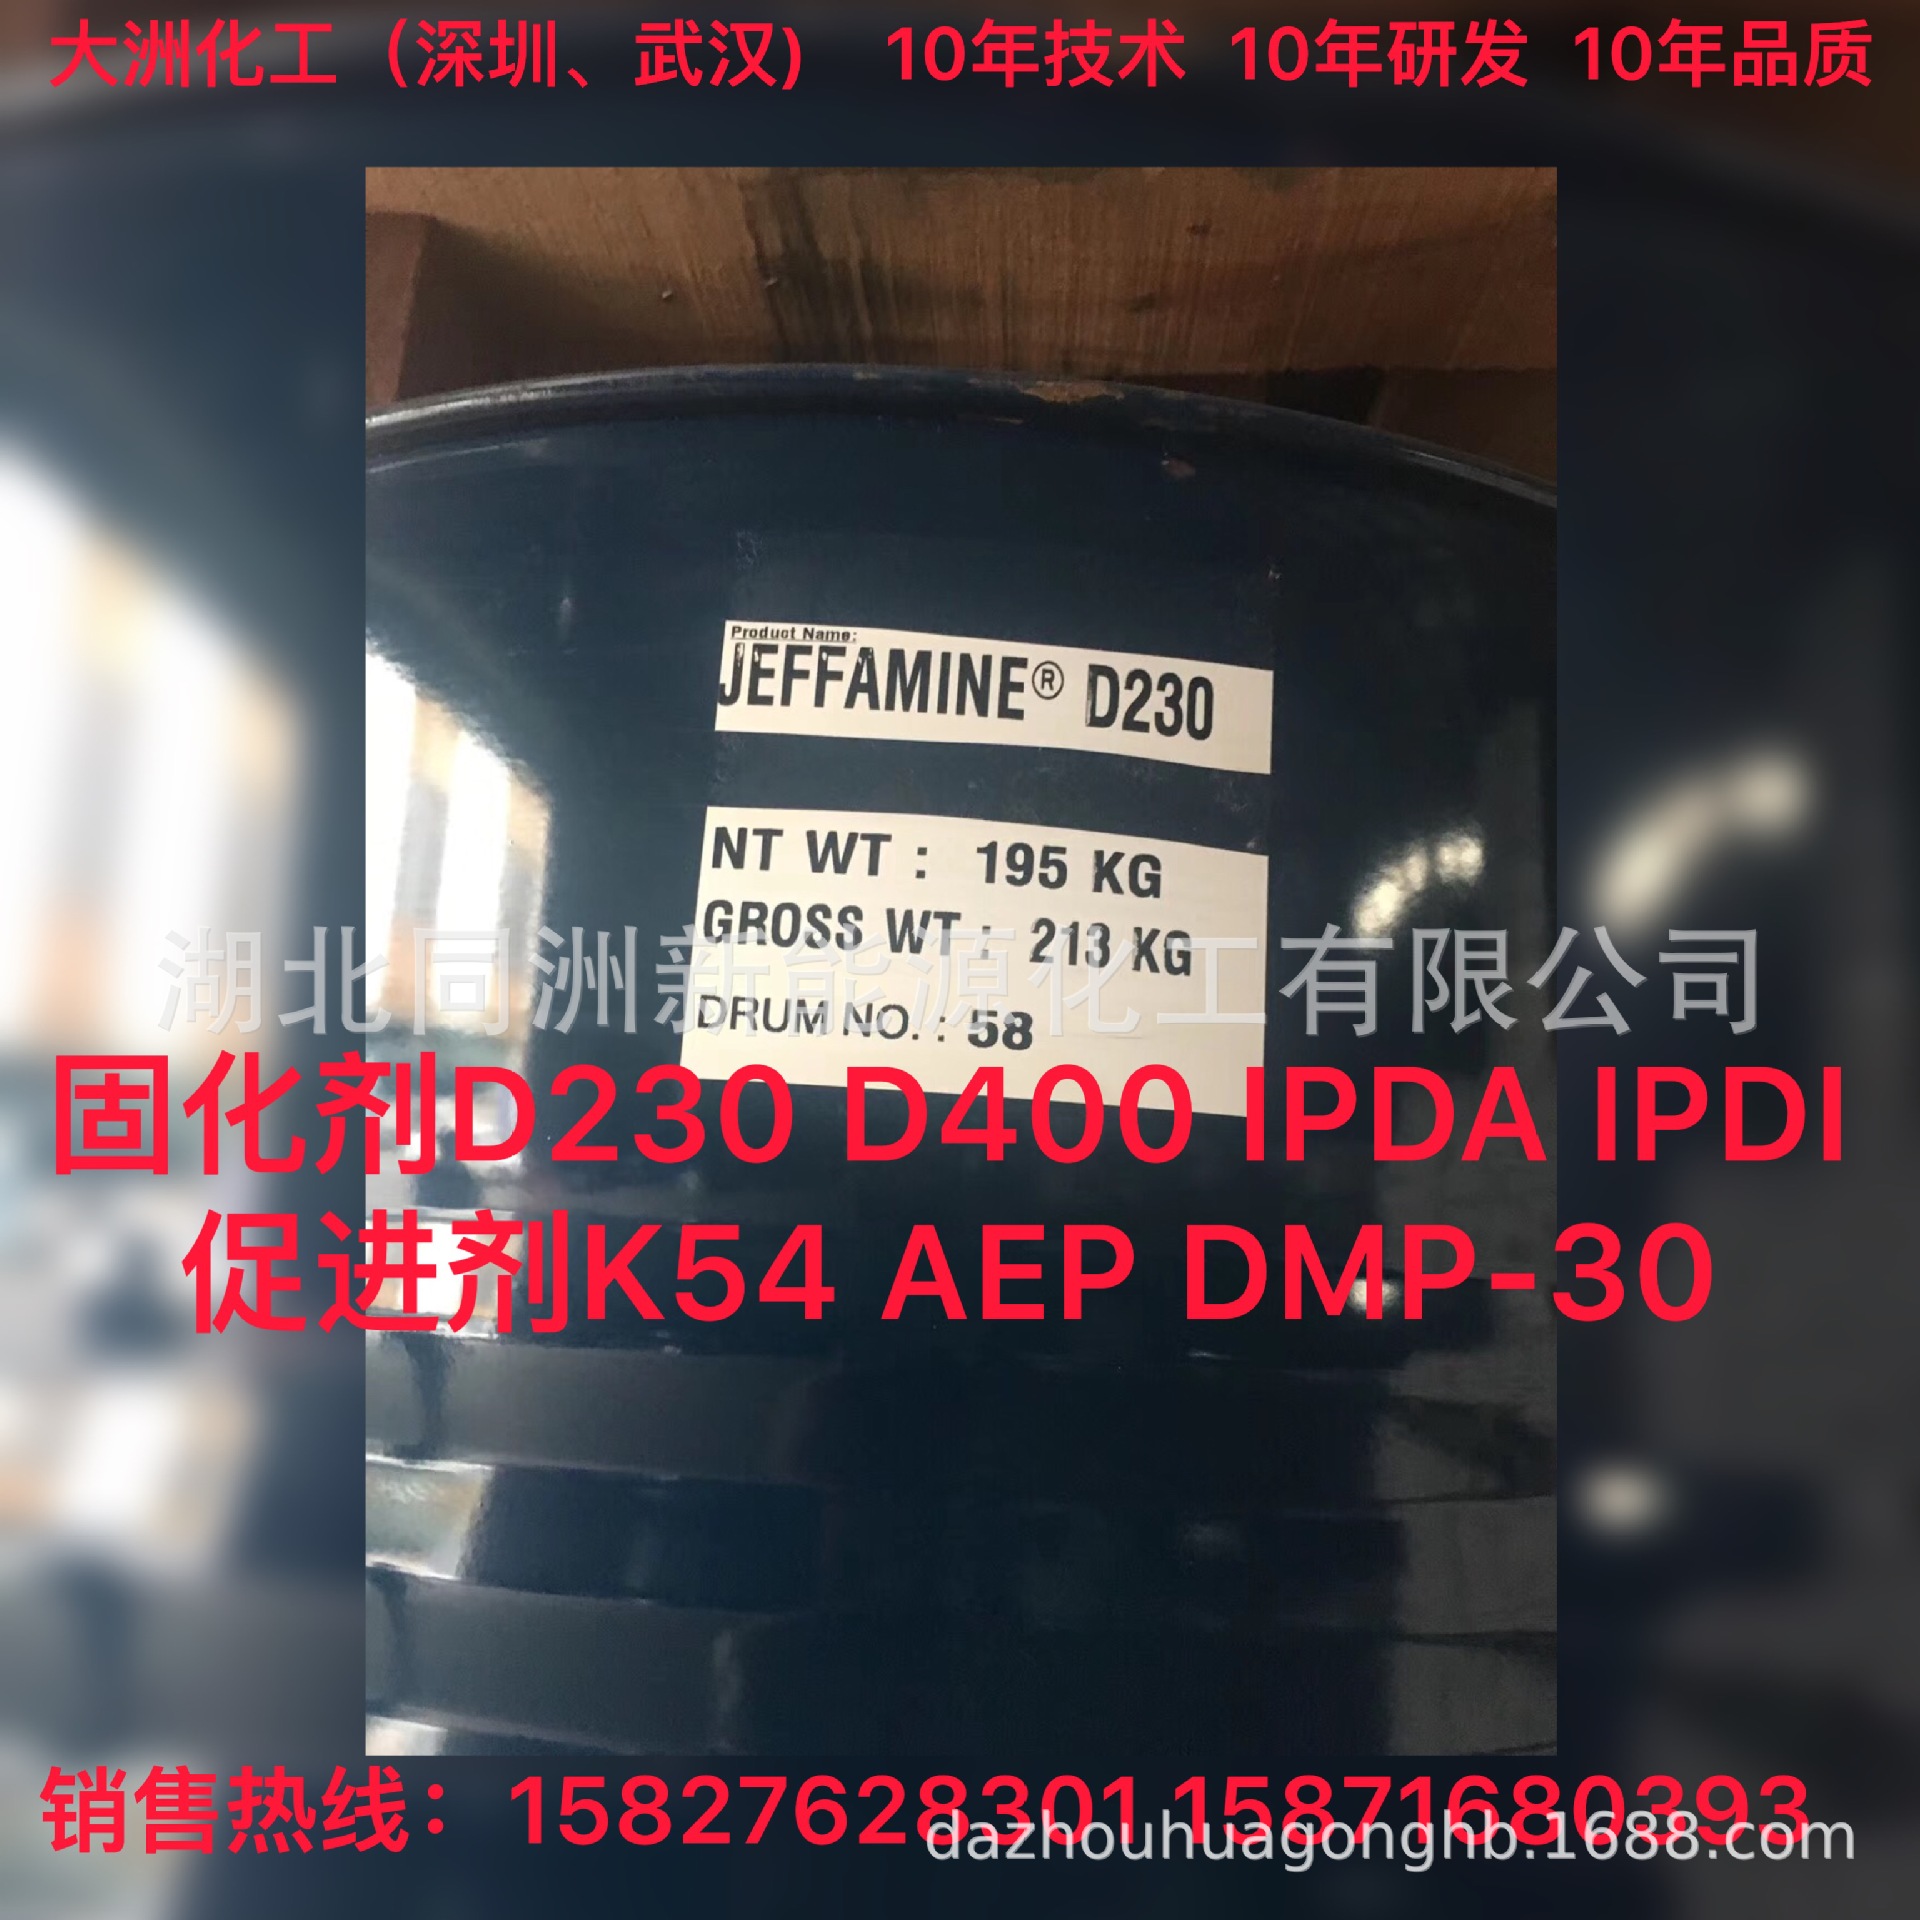 大洲化工（深圳、武汉) 10年技术 10年研发 10年品质
Product Name:
JEFFAMINE® D230
NT WT : 195 KG
GROSS WT : 213 KG
湖北同洲新能源化工有限公司
DRUM NO. : 58
固化剂D230 D400 IPDA IPDI
促进剂K54 AEP DMP-30
销售热线：15827628301 15871680393
dazhouhuagonghb.1688.com